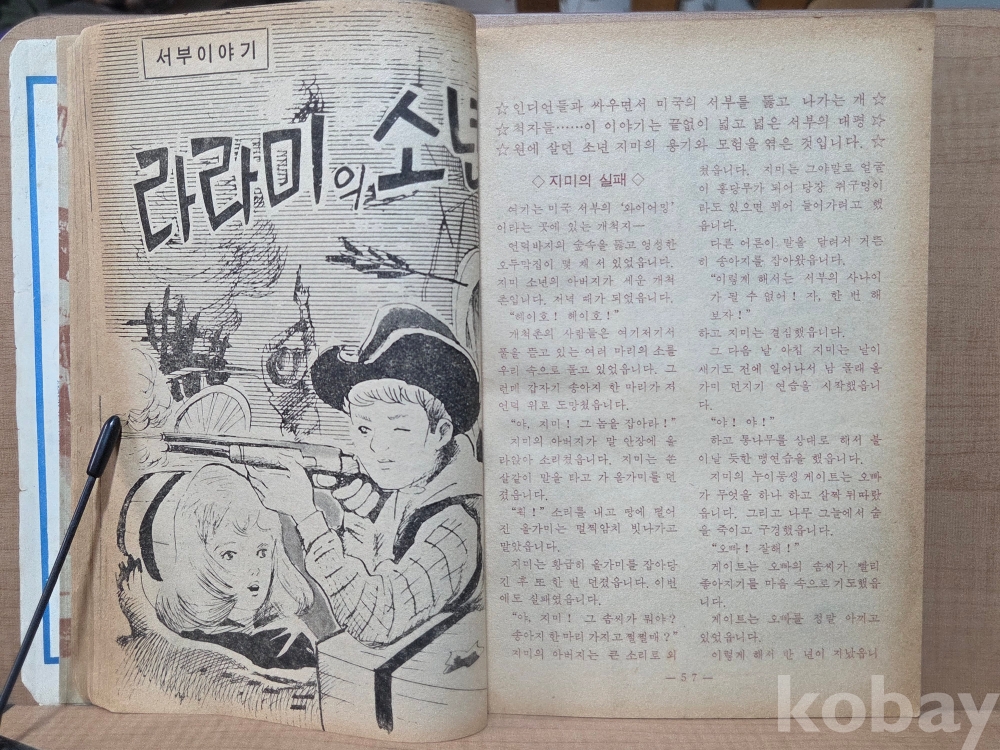 서부이야기
라라미의 소년
☆인디언들과 싸우면서 미국의 서부를 뚫고 나가는 개☆
☆척자들……이 이야기는 끝없이 넓고 넓은 서부의 대평☆
☆원에 살던 소년 지미의 용기와 모험을 엮은 것입니다.☆
◇지미의 실패◇
여기는 미국 서부의 ‘와이어밍’
이라는 곳에 있는 개척지―
언덕바지의 숲속을 뚫고 엉성한
오두막집이 몇 채 서 있었읍니다.
지미 소년의 아버지가 세운 개척
촌입니다. 저녁 때가 되었읍니다.
“헤이호! 헤이호!”
개척촌의 사람들은 여기저기서
풀을 뜯고 있는 여러 마리의 소를
우리 속으로 몰고 있었읍니다. 그
런데 갑자기 송아지 한 마리가 저
언덕 위로 도망쳤읍니다.
“야, 지미! 그 놈을 잡아라!”
지미의 아버지가 말 안장에 올
라앉아 소리쳤읍니다. 지미는 쏜
살같이 말을 타고 가 올가미를 던
졌읍니다.
“휙!” 소리를 내고 땅에 떨어
진 올가미는 멀찍암치 빗나가고
말았읍니다.
지미는 황급히 올가미를 잡아당
긴 후 또 한 번 던졌읍니다. 이번
에도 실패였읍니다.
“야, 지미! 그 솜씨가 뭐야?
송아지 한 마리 가지고 쩔쩔매?”
지미의 아버지는 큰 소리로 외
쳤읍니다. 지미는 그야말로 얼굴
이 홍당무가 되어 당장 쥐구멍이
라도 있으면 뛰어 들어가려고 했
읍니다.
다른 어른이 말을 달려서 거뜬
히 송아지를 잡아왔읍니다.
“이렇게 해서는 서부의 사나이
가 될 수 없어! 자, 한 번 해
보자!”
하고 지미는 결심했읍니다.
그 다음 날 아침 지미는 날이
새기도 전에 일어나서 남 몰래 올
가미 던지기 연습을 시작했읍니
다.
“야! 야!”
하고 통나무를 상대로 해서 불
이달 듯한 맹연습을 했읍니다.
지미의 누이동생 게이트는 오빠
가 무엇을 하나 하고 살짝 뒤따랐
읍니다. 그리고 나무 그늘에서 숨
을 죽이고 구경했읍니다.
“오빠! 잘해!”
게이트는 오빠의 솜씨가 빨리
좋아지기를 마음 속으로 기도했읍
니다.
게이트는 오빠를 정말 아끼고
있었읍니다.
이렇게 해서 반 년이 지났읍니
―57―
kobay